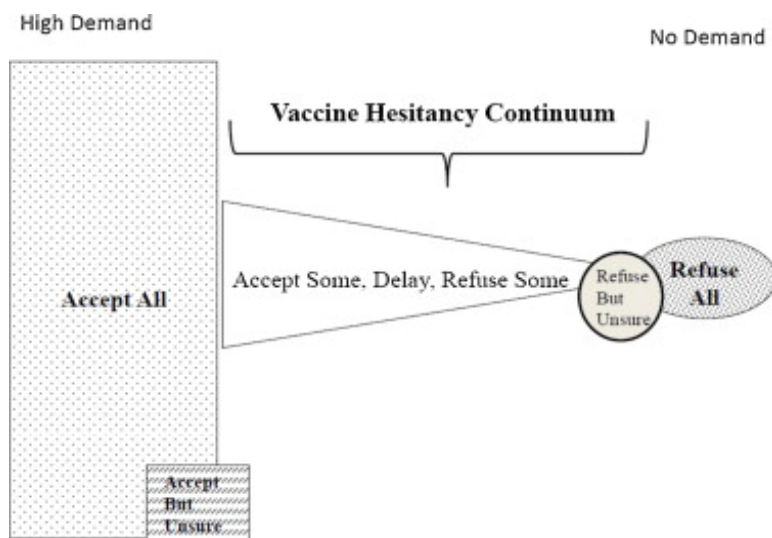 High Demand
No Demand
Vaccine Hesitancy Continuum
Accept All
Accept Some, Delay, Refuse Some
Refuse
But
Unsure
Refuse
All
Accept
But
Unsure